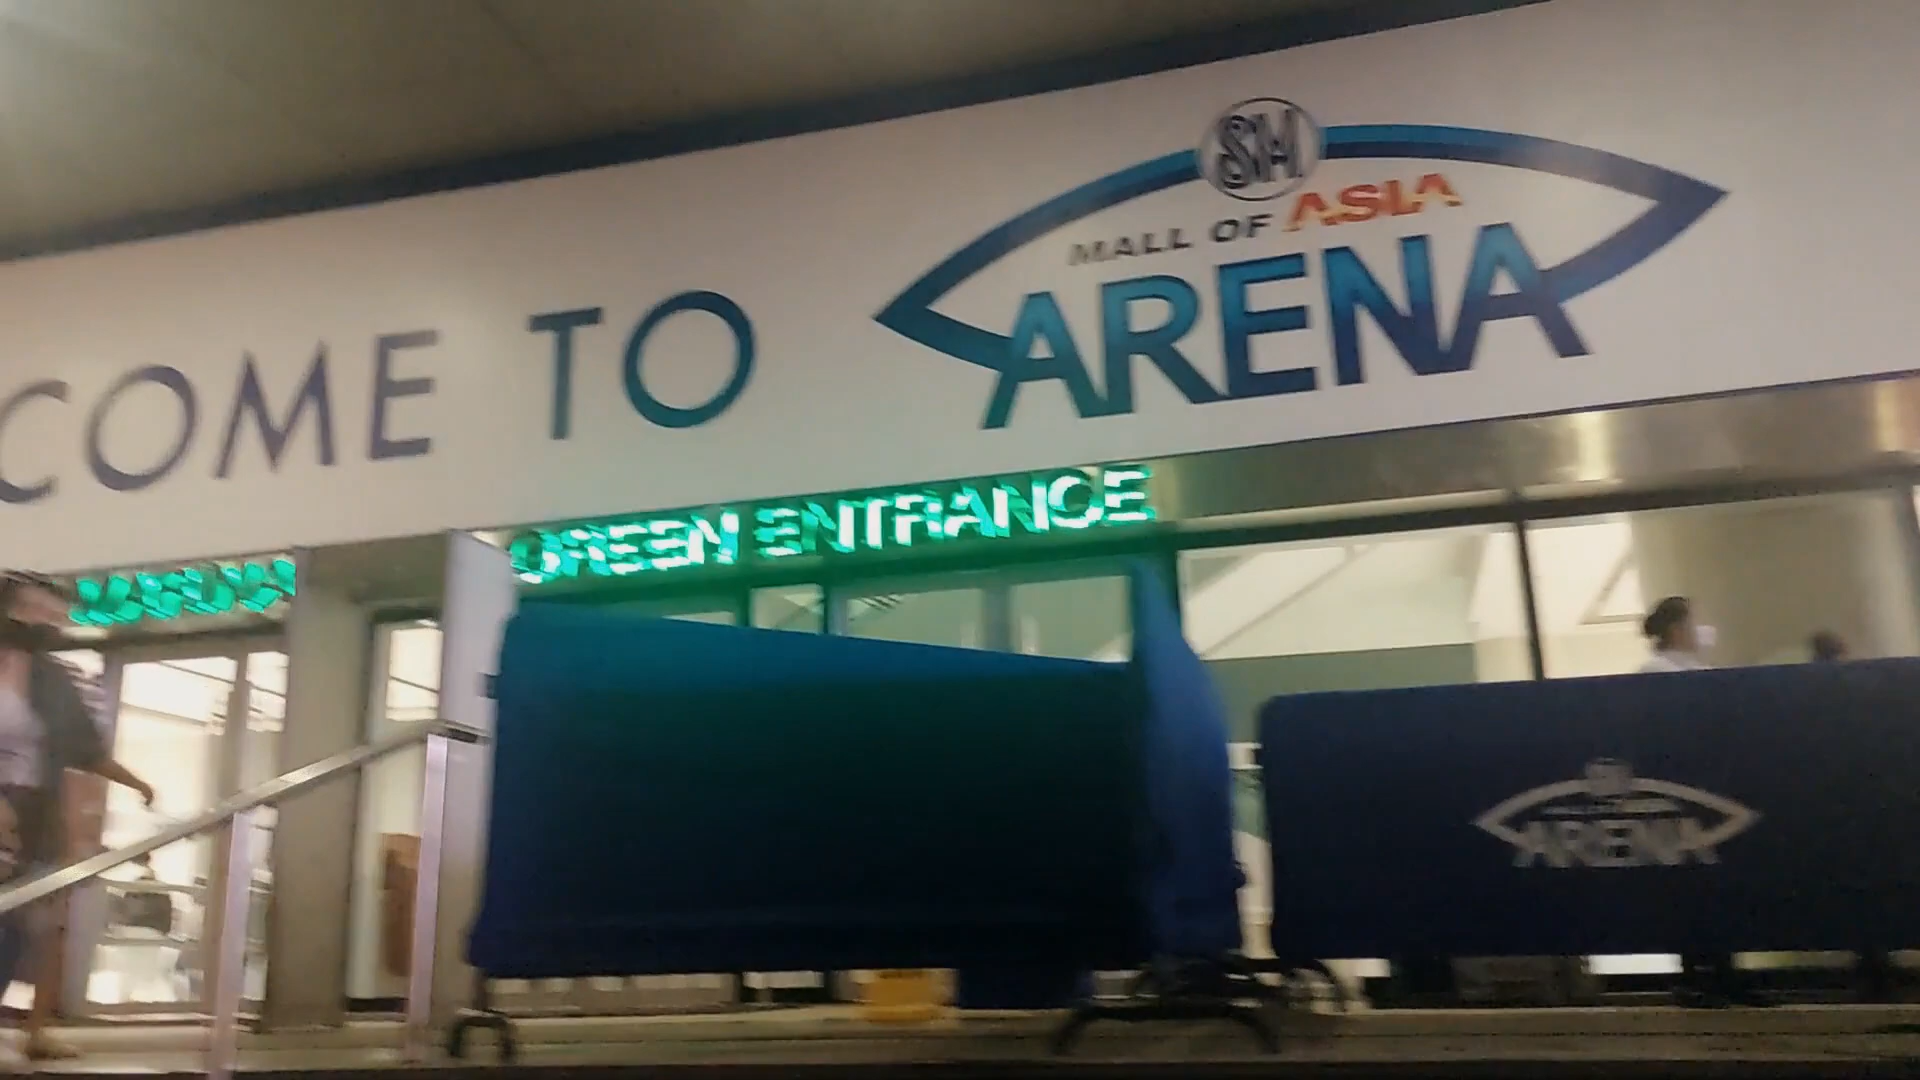 COME TO
SM
MALL OF ASIA
ARENA
GREEN ENTRANCE
ARENA